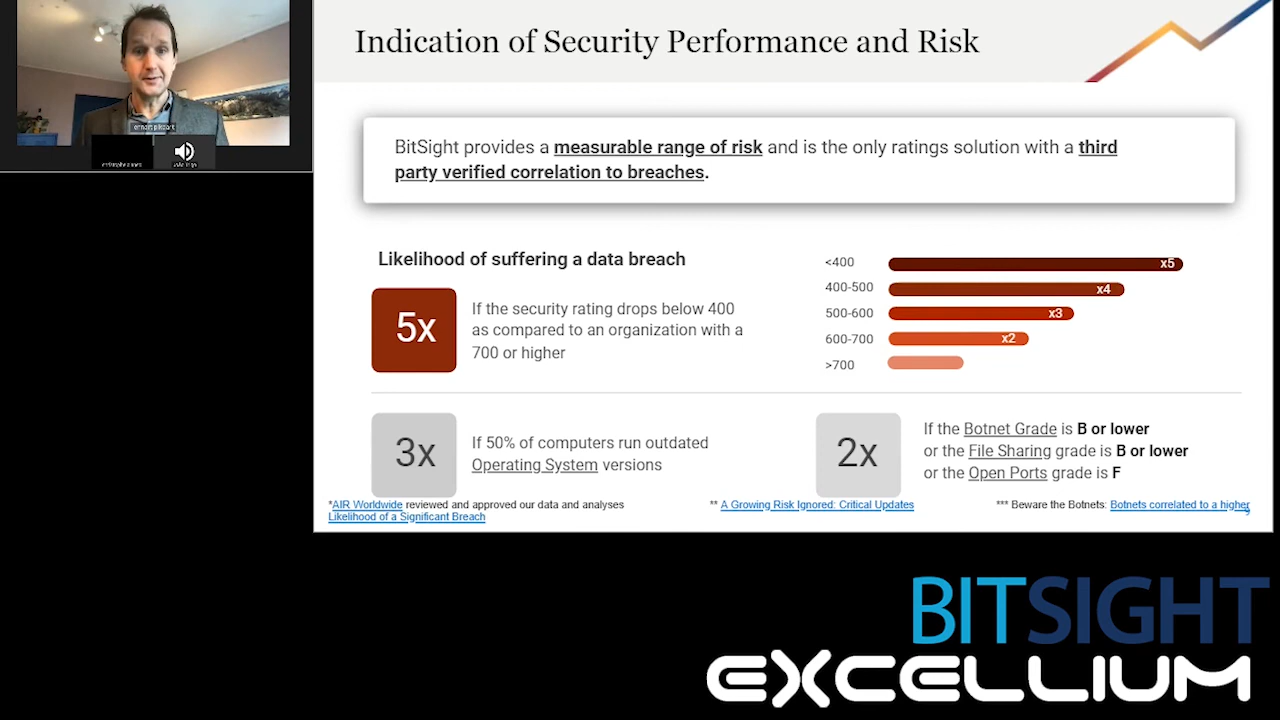 Indication of Security Performance and Risk
BitSight provides a measurable range of risk and is the only ratings solution with a third
party verified correlation to breaches.
Likelihood of suffering a data breach
5x
If the security rating drops below 400
as compared to an organization with a
700 or higher
<400 x5
400-500 x4
500-600 x3
600-700 x2
>700
3x
If 50% of computers run outdated
Operating System versions
2x
If the Botnet Grade is B or lower
or the File Sharing grade is B or lower
or the Open Ports grade is F
*AIR Worldwide reviewed and approved our data and analyses
Likelihood of a Significant Breach
** A Growing Risk Ignored: Critical Updates
*** Beware the Botnets: Botnets correlated to a higher
BITSIGHT
EXCELLIUM